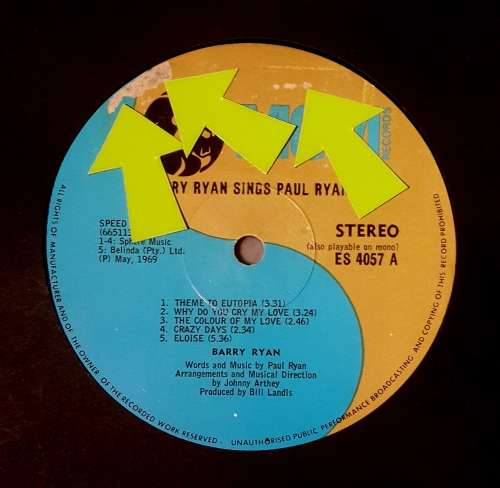 RECORDS
RY RYAN SINGS PAUL RYA
SPEED
(66511
1-4: Sphere Music
5: Belinda (Pty.) Ltd.
(P) May, 1969
STEREO
(also playable on mono)
ES 4057 A
1. THEME TO EUTOPIA (3.31)
2. WHY DO YOU CRY MY LOVE (3.24)
3. THE COLOUR OF MY LOVE (2.46)
4. CRAZY DAYS (2.34)
5. ELOISE (5.36)
BARRY RYAN
Words and Music by Paul Ryan
Arrangements and Musical Direction
by Johnny Arthey
Produced by Bill Landis
ALL RIGHTS OF MANUFACTURER AND OF THE OWNER OF THE RECORDED WORK RESERVED - UNAUTHORISED PUBLIC PERFORMANCE BROADCASTING AND COPYING OF THIS RECORD PROHIBITED